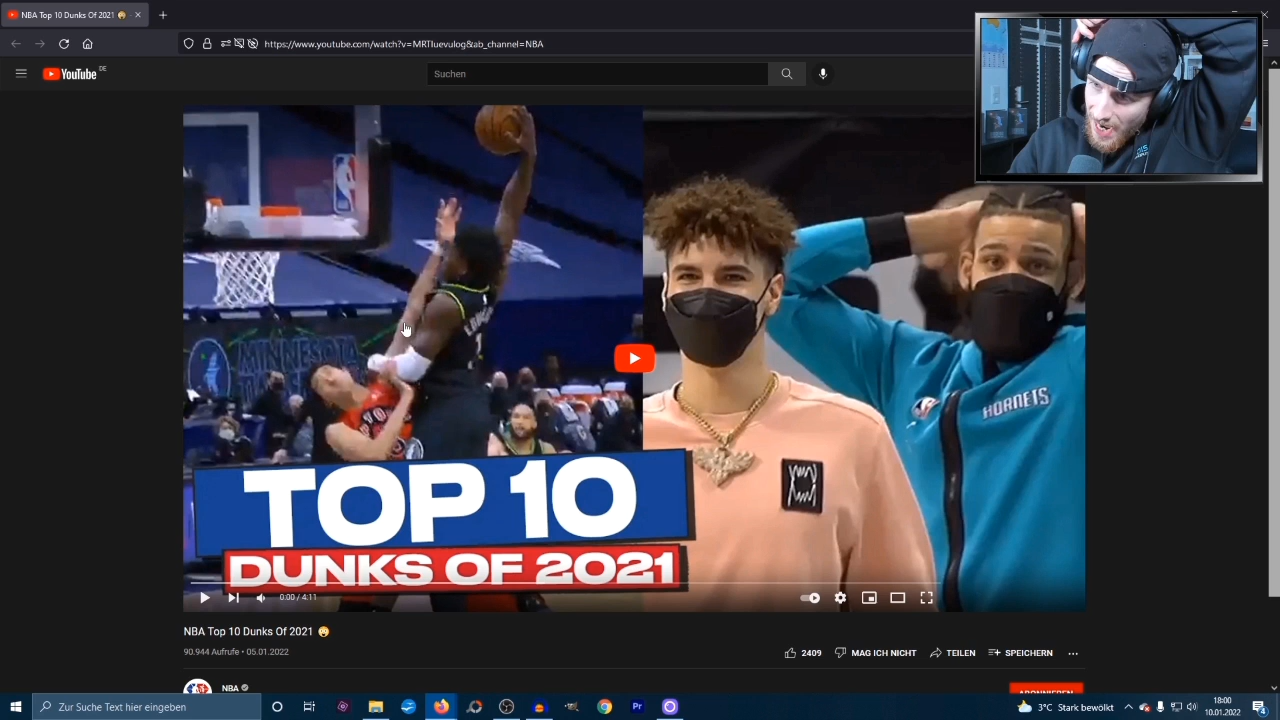 NBA Top 10 Dunks Of 2021 😲
https://www.youtube.com/watch?v=MRTIuevulog&ab_channel=NBA
YouTube DE
Suchen
MINNESOTA
HORNETS
TOP 10
DUNKS OF 2021
0:00 / 4:11
NBA Top 10 Dunks Of 2021 😲
90.944 Aufrufe • 05.01.2022
2409
MAG ICH NICHT
TEILEN
SPEICHERN
NBA
ABONNIEREN
Zur Suche Text hier eingeben
3°C Stark bewölkt
18:00
10.01.2022